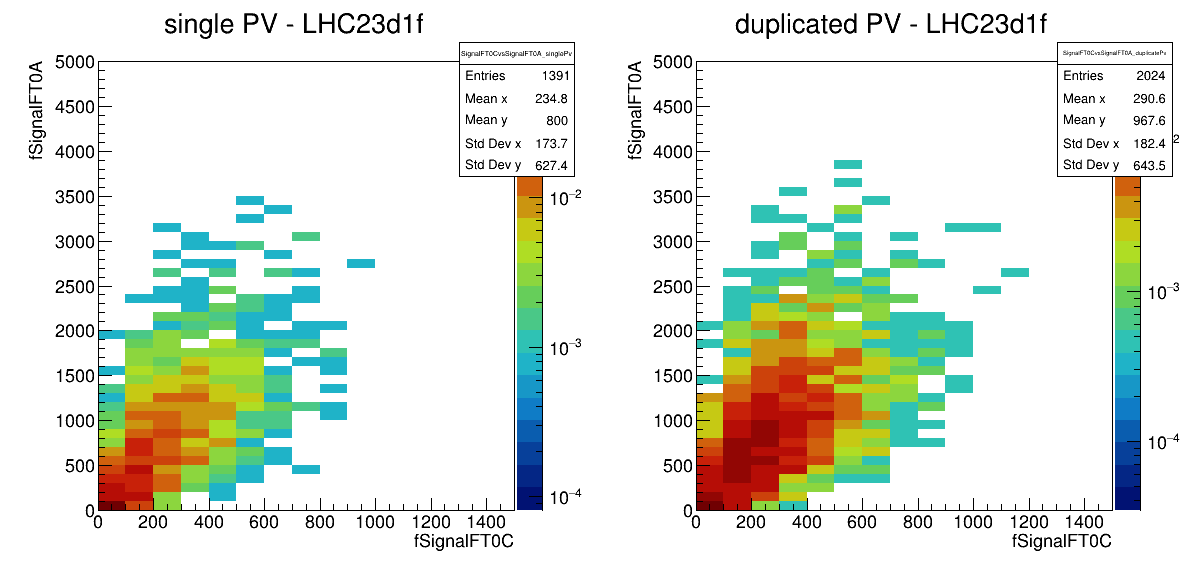 single PV - LHC23d1f
SignalFT0CvsSignalFT0A_singlePv
Entries 1391
Mean x 234.8
Mean y 800
Std Dev x 173.7
Std Dev y 627.4
fSignalFT0A
5000
4500
4000
3500
3000
2500
2000
1500
1000
500
0
0 200 400 600 800 1000 1200 1400
fSignalFT0C
10−2
10−3
10−4
duplicated PV - LHC23d1f
SignalFT0CvsSignalFT0A_duplicatePv
Entries 2024
Mean x 290.6
Mean y 967.6
Std Dev x 182.4
Std Dev y 643.5
fSignalFT0A
5000
4500
4000
3500
3000
2500
2000
1500
1000
500
0
0 200 400 600 800 1000 1200 1400
fSignalFT0C
2
10−3
10−4